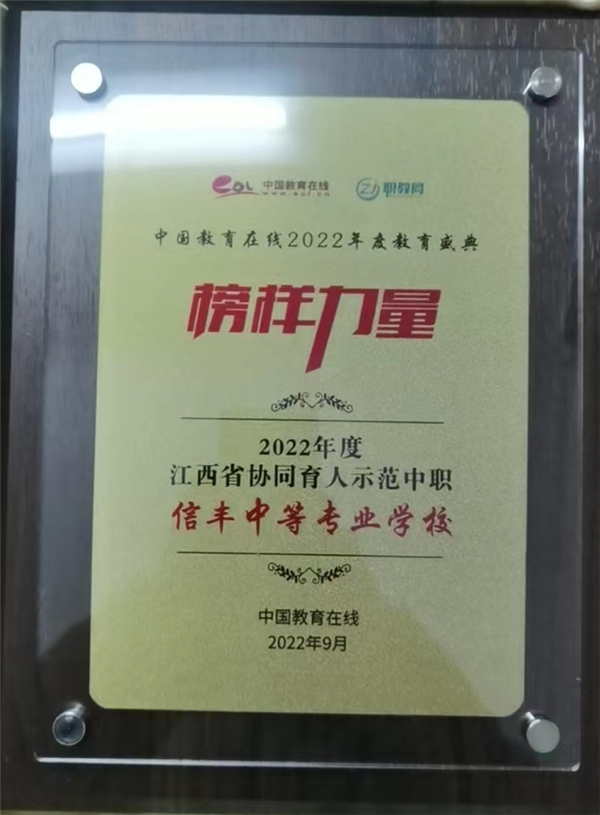 eOL 中国教育在线 职教网
www.eol.cn
中国教育在线2022年度教育盛典
榜样力量
2022年度
江西省协同育人示范中职
信丰中等专业学校
中国教育在线
2022年9月